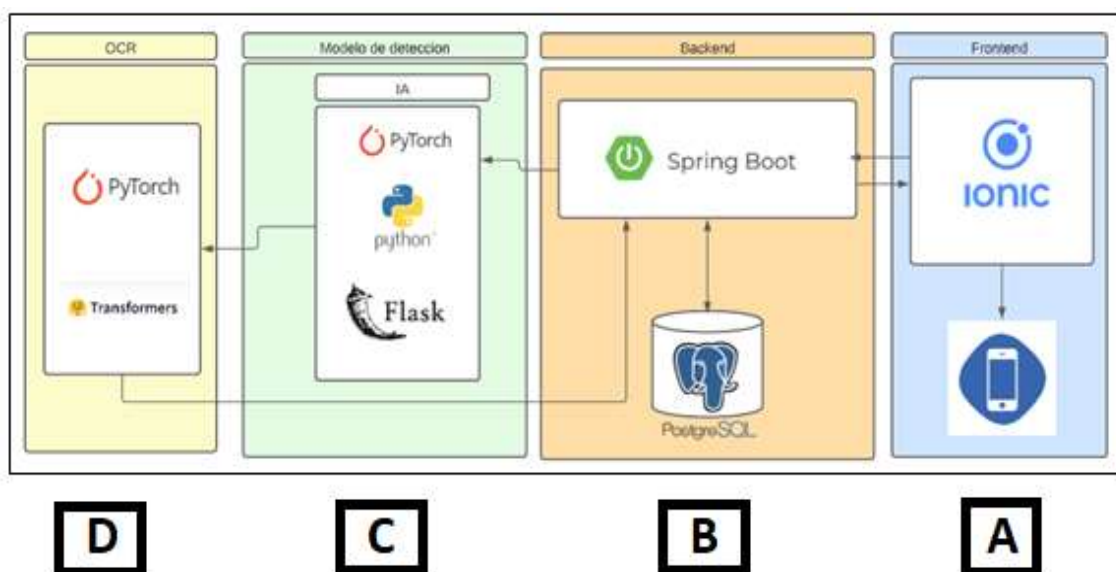 OCR
Modelo de deteccion
Backend
Frontend
IA
PyTorch
Transformers
PyTorch
python
Flask
Spring Boot
PostgreSQL
IONIC
D
C
B
A